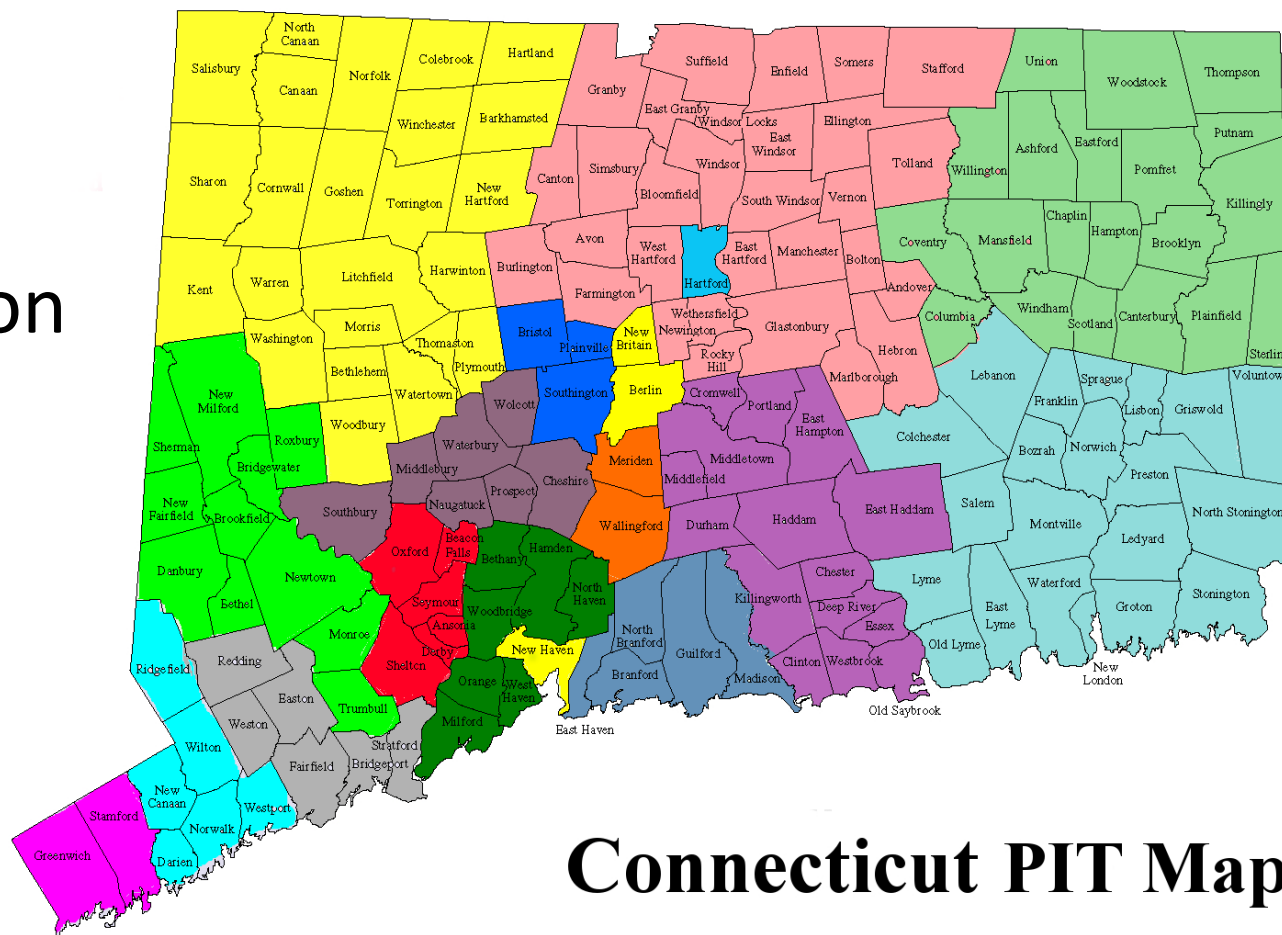 North
Canaan
Colebrook
Hartland
Salisbury
Norfolk
Canaan
Winchester
Barkhamsted
Granby
Suffield
Enfield
Somers
Stafford
Union
Woodstock
Thompson
East Granby
Windsor Locks
East
Windsor
Ellington
Tolland
Willington
Ashford
Eastford
Putnam
Pomfret
Killingly
Sharon
Cornwall
Goshen
Torrington
New
Hartford
Canton
Simsbury
Bloomfield
Windsor
South Windsor
Vernon
Coventry
Mansfield
Chaplin
Hampton
Brooklyn
Kent
Warren
Litchfield
Harwinton
Burlington
Avon
Farmington
West
Hartford
Hartford
East
Hartford
Manchester
Bolton
Andover
Columbia
Windham
Scotland
Canterbury
Plainfield
Sterlin
on
Washington
Morris
Bethlehem
Thomaston
Watertown
Plymouth
Bristol
Plainville
New
Britain
Wethersfield
Newington
Rocky
Hill
Glastonbury
Hebron
Marlborough
New
Milford
Sherman
Roxbury
Bridgewater
Woodbury
Wolcott
Southington
Berlin
Cromwell
Portland
East
Hampton
Lebanon
Franklin
Sprague
Lisbon
Griswold
Voluntow
Waterbury
Middlebury
Cheshire
Meriden
Middletown
Middlefield
Colchester
Bozrah
Norwich
Preston
New
Fairfield
Brookfield
Southbury
Naugatuck
Prospect
Wallingford
Durham
Haddam
East Haddam
Salem
Montville
North Stonington
Ledyard
Danbury
Bethel
Newtown
Oxford
Beacon
Falls
Bethany
Hamden
North
Haven
Killingworth
Chester
Deep River
Essex
Lyme
East
Lyme
Waterford
Groton
Stonington
Seymour
Woodbridge
Ansonia
Derby
Shelton
Monroe
New Haven
North
Branford
Branford
Guilford
Madison
Clinton
Westbrook
Old Lyme
New
London
Old Saybrook
Ridgefield
Redding
Easton
Trumbull
Orange
West
Haven
Milford
East Haven
Weston
Wilton
Fairfield
Stratford
Bridgeport
New
Canaan
Norwalk
Westport
Darien
Stamford
Greenwich
Connecticut PIT Map